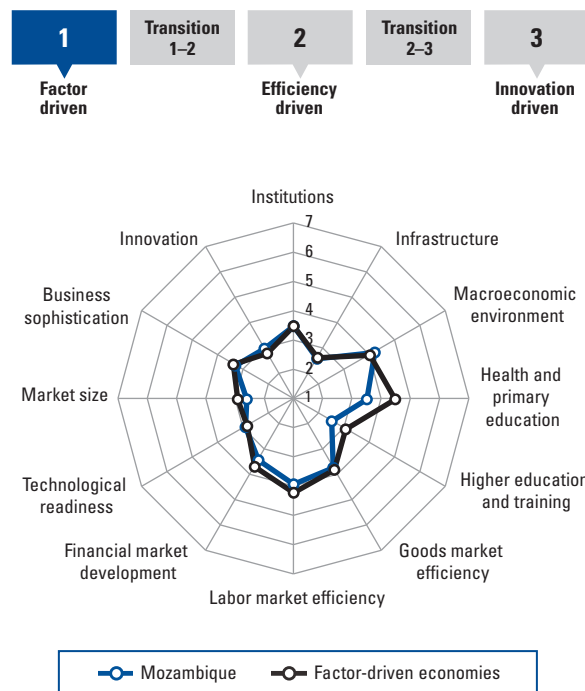 1
Transition
1–2
2
Transition
2–3
3
Factor
driven
Efficiency
driven
Innovation
driven
Institutions
7
Innovation
6
Infrastructure
5
Business
sophistication
4
Macroeconomic
environment
3
2
Market size
1
Health and
primary
education
Technological
readiness
Higher education
and training
Financial market
development
Goods market
efficiency
Labor market efficiency
Mozambique
Factor-driven economies